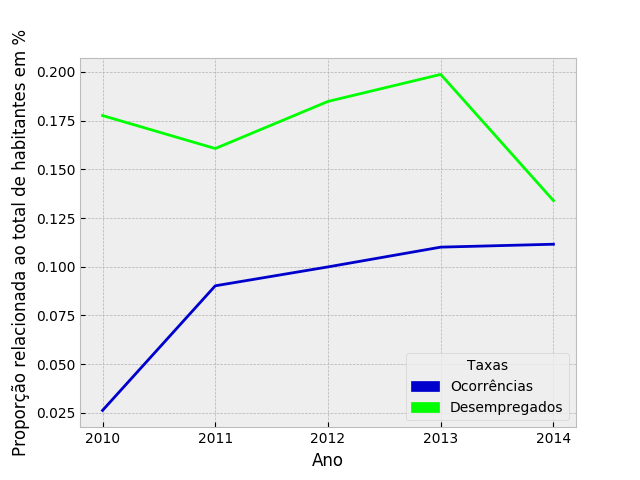 Proporção relacionada ao total de habitantes em %
0.200
0.175
0.150
0.125
0.100
0.075
0.050
0.025
2010 2011 2012 2013 2014
Ano
Taxas
Ocorrências
Desempregados